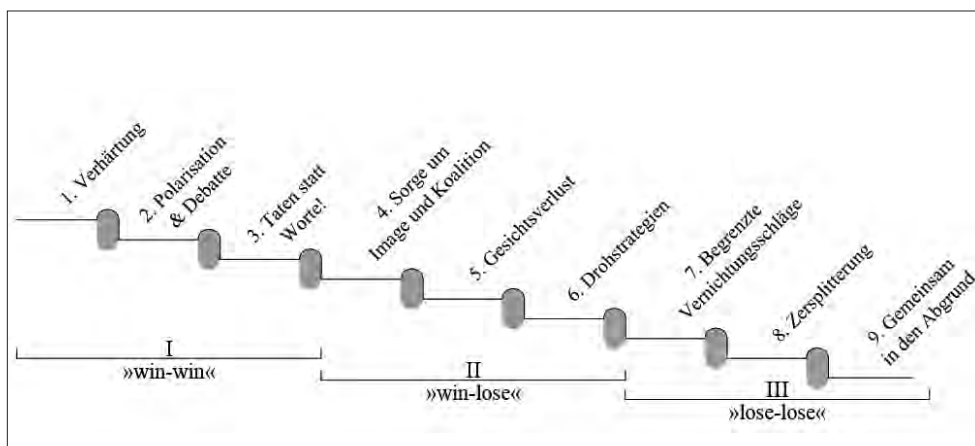 1. Verhärtung
2. Polarisation
& Debatte
3. Taten statt
Worte!
4. Sorge um
Image und Koalition
5. Gesichtsverlust
6. Drohstrategien
7. Begrenzte
Vernichtungsschläge
8. Zersplitterung
9. Gemeinsam
in den Abgrund
I
»win-win«
II
»win-lose«
III
»lose-lose«